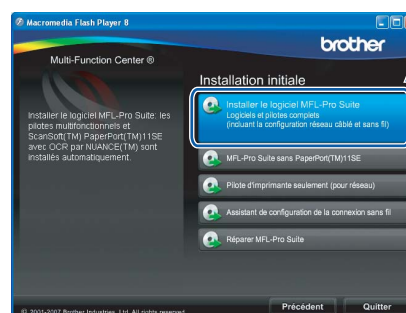 Macromedia Flash Player 8
brother
Multi-Function Center ®
Installation initiale
Installer le logiciel MFL-Pro Suite: les
pilotes multifonctionnels et
ScanSoft(TM) PaperPort(TM)11SE
avec OCR par NUANCE(TM) sont
installés automatiquement.
Installer le logiciel MFL-Pro Suite
Logiciels et pilotes complets
(incluant la configuration réseau câblé et sans fil)
MFL-Pro Suite sans PaperPort(TM)11SE
Pilote d'imprimante seulement (pour réseau)
Assistant de configuration de la connexion sans fil
Réparer MFL-Pro Suite
Précédent
Quitter
© 2001-2007 Brother Industries, Ltd. All rights reserved.